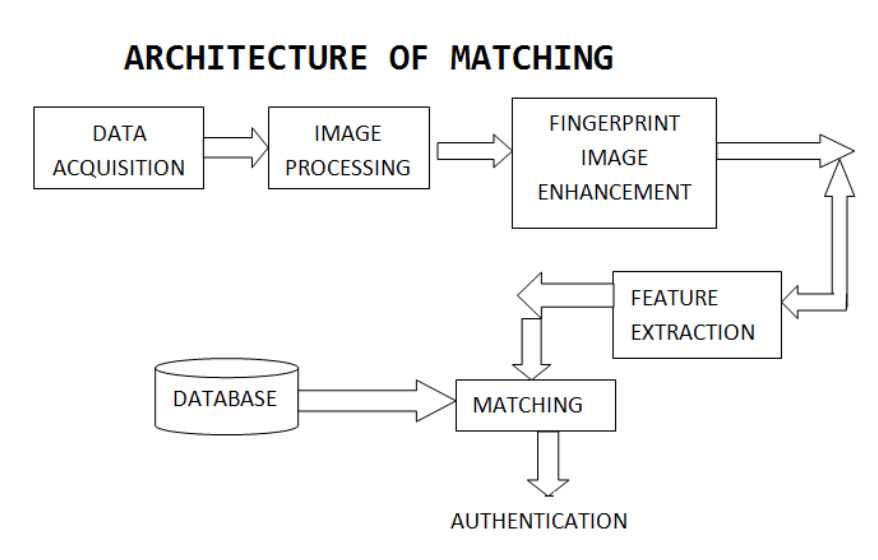 ARCHITECTURE OF MATCHING
DATA
ACQUISITION
IMAGE
PROCESSING
FINGERPRINT
IMAGE
ENHANCEMENT
FEATURE
EXTRACTION
DATABASE
MATCHING
AUTHENTICATION